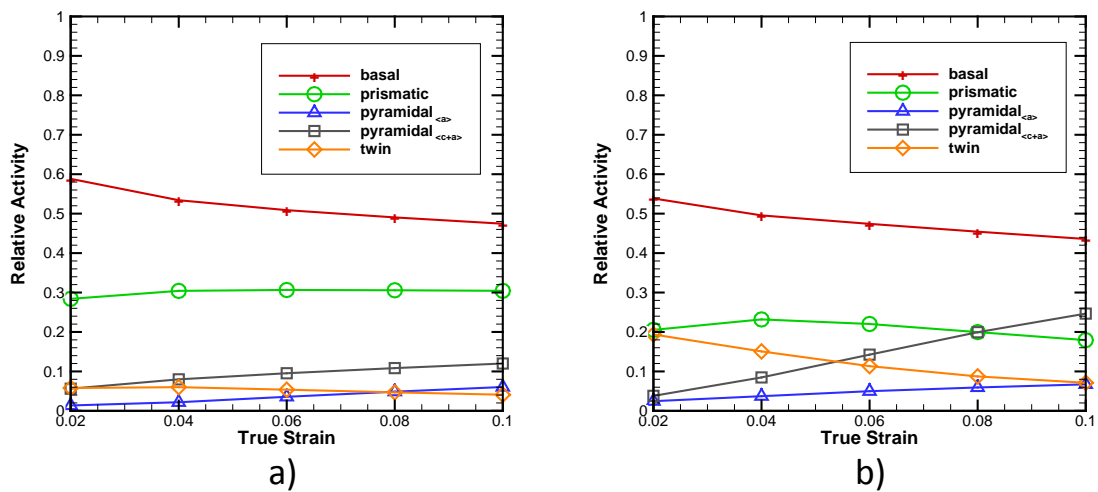 1
0.9
0.8
0.7
0.6
0.5
0.4
0.3
0.2
0.1
0
Relative Activity
basal
prismatic
pyramidal<a>
pyramidal<c+a>
twin
0.02 0.04 0.06 0.08 0.1
True Strain
a)
1
0.9
0.8
0.7
0.6
0.5
0.4
0.3
0.2
0.1
0
Relative Activity
basal
prismatic
pyramidal<a>
pyramidal<c+a>
twin
0.02 0.04 0.06 0.08 0.1
True Strain
b)